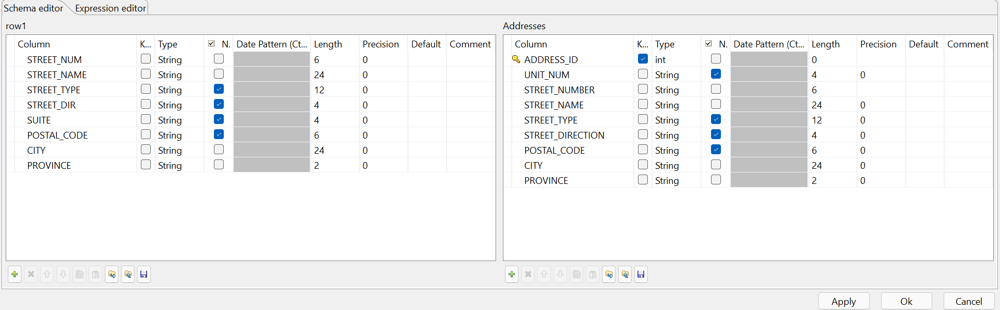 Schema editor Expression editor
row1
Column K... Type N. Date Pattern (Ct... Length Precision Default Comment
STREET_NUM String 6 0
STREET_NAME String 24 0
STREET_TYPE String 12 0
STREET_DIR String 4 0
SUITE String 4 0
POSTAL_CODE String 6 0
CITY String 24 0
PROVINCE String 2 0
Addresses
Column K... Type N. Date Pattern (Ct... Length Precision Default Comment
ADDRESS_ID int 0
UNIT_NUM String 4 0
STREET_NUMBER String 6
STREET_NAME String 24 0
STREET_TYPE String 12 0
STREET_DIRECTION String 4 0
POSTAL_CODE String 6 0
CITY String 24 0
PROVINCE String 2 0
Apply Ok Cancel